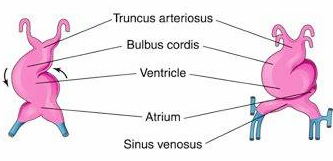 Truncus arteriosus
Bulbus cordis
Ventricle
Atrium
Sinus venosus